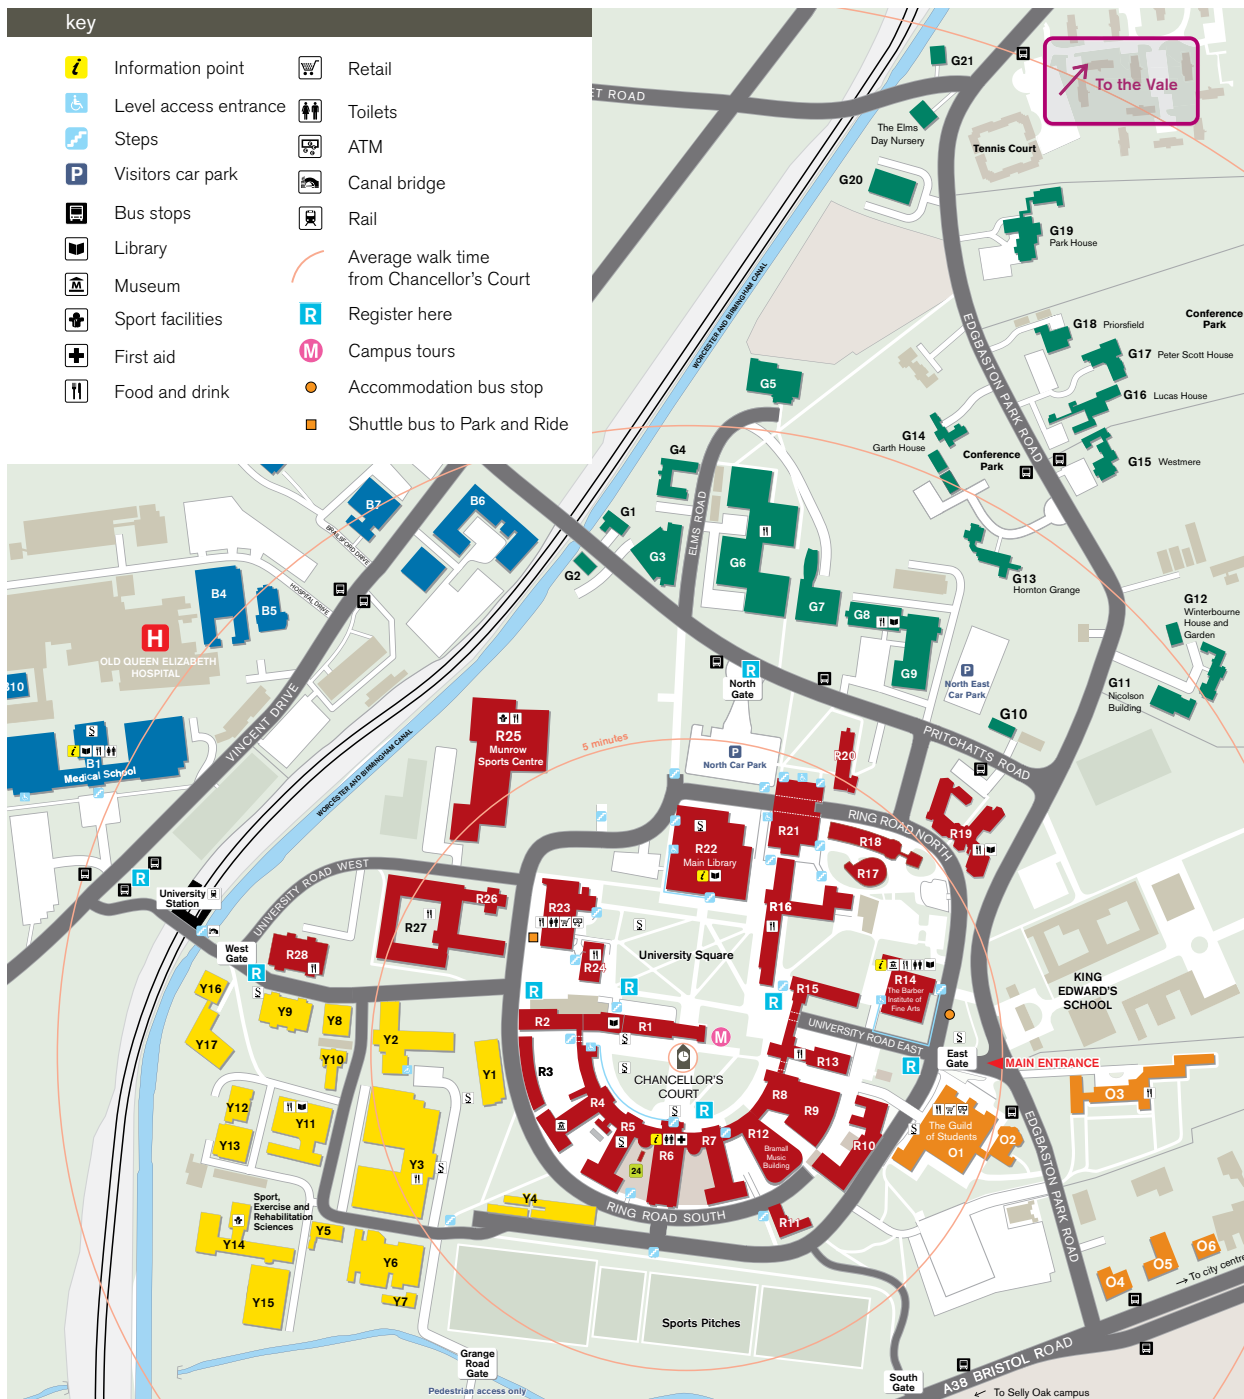 key
Information point
Level access entrance
Steps
P Visitors car park
Bus stops
Library
Museum
Sport facilities
First aid
Food and drink
Retail
Toilets
ATM
Canal bridge
Rail
Average walk time
from Chancellor's Court
R Register here
M Campus tours
Accommodation bus stop
Shuttle bus to Park and Ride
To the Vale
G21
ET ROAD
The Elms
Day Nursery
Tennis Court
G20
G19
Park House
WORCESTER AND BIRMINGHAM CANAL
EDGBASTON PARK ROAD
G18 Priorsfield
Conference
Park
G17 Peter Scott House
G16 Lucas House
G15 Westmere
G14
Garth House
Conference
Park
G5
G4
ELMS ROAD
G1
G2
G3
G6
G7
G8
G9
G13
Hornton Grange
G12
Winterbourne
House and
Garden
G11
Nicolson
Building
G10
B7
B6
BRAILSFORD DRIVE
HOSPITAL DRIVE
B4
B5
H
OLD QUEEN ELIZABETH
HOSPITAL
B10
B1
Medical School
VINCENT DRIVE
WORCESTER AND BIRMINGHAM CANAL
R
North
Gate
P
North East
Car Park
PRITCHATTS ROAD
R25
Munrow
Sports Centre
5 minutes
P
North Car Park
R20
RING ROAD NORTH
R19
R21
R18
R17
R22
Main Library
R16
UNIVERSITY ROAD WEST
R
University
Station
West
Gate
R
R26
R27
R28
R23
R24
University Square
R
R
R
R14
The Barber
Institute of
Fine Arts
R15
UNIVERSITY ROAD EAST
R13
KING
EDWARD'S
SCHOOL
East
Gate
MAIN ENTRANCE
R
R2
R1
M
CHANCELLOR'S
COURT
R
R3
R4
R5
R6
R7
R8
R9
R10
R11
R12
Bramall
Music
Building
24
RING ROAD SOUTH
The Guild
of Students
O1
O2
O3
O4
O5
O6
EDGBASTON PARK ROAD
→ To city centre
Y16
Y17
Y9
Y8
Y10
Y2
Y1
Y12
Y13
Y11
Y3
Y4
Sport,
Exercise and
Rehabilitation
Sciences
Y14
Y5
Y6
Y7
Y15
Sports Pitches
Grange
Road
Gate
Pedestrian access only
South
Gate
A38 BRISTOL ROAD
← To Selly Oak campus